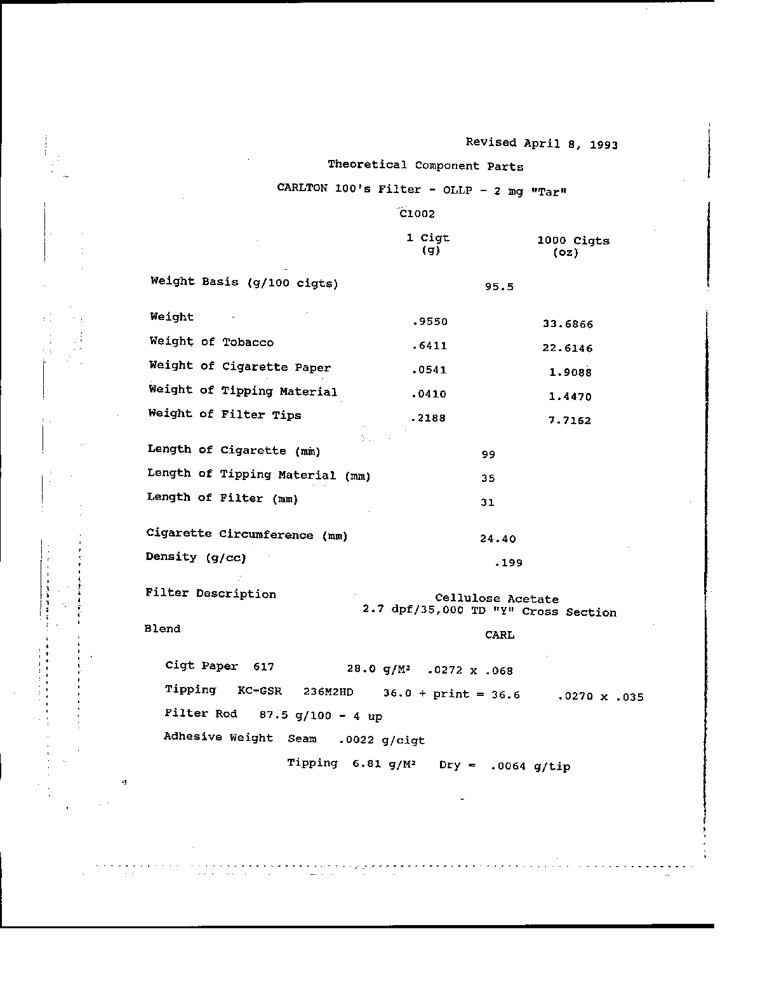 Revised April 8, 1993
Theoretical Component Parts
CARLTON 100's Filter - OLLP - 2 mg "Tar"
C1002
1 Cigt 1000 Cigts
(g) (oz)
Weight Basis (g/100 cigts) 95.5
Weight .9550 33.6866
Weight of Tobacco .6411 22.6146
Weight of Cigarette Paper .0541 1.9088
Weight of Tipping Material .0410 1.4470
Weight of Filter Tips .2188 7.7162
Length of Cigarette (mm) 99
Length of Tipping Material (mm) 35
Length of Filter (mm) 31
Cigarette Circumference (mm) 24.40
Density (g/cc) .199
Filter Description Cellulose Acetate
2.7 dpf/35,000 TD "Y" Cross Section
Blend CARL
Cigt Paper 617 28.0 g/M² .0272 x .068
Tipping KC-GSR 236M2HD 36.0 + print = 36.6 .0270 x .035
Filter Rod 87.5 g/100 - 4 up
Adhesive Weight Seam .0022 g/cigt
Tipping 6.81 g/M² Dry = .0064 g/tip